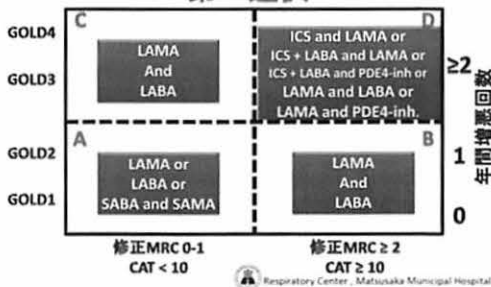 GOLD4
GOLD3
GOLD2
GOLD1
C
LAMA
And
LABA
D
ICS and LAMA or
ICS + LABA and LAMA or
ICS + LABA and PDE4-inh or
LAMA and LABA or
LAMA and PDE4-inh.
A
LAMA or
LABA or
SABA and SAMA
B
LAMA
And
LABA
≥2
1
0
年間増悪回数
修正MRC 0-1
CAT < 10
修正MRC ≥ 2
CAT ≥ 10
Respiratory Center , Matsusaka Municipal Hospital